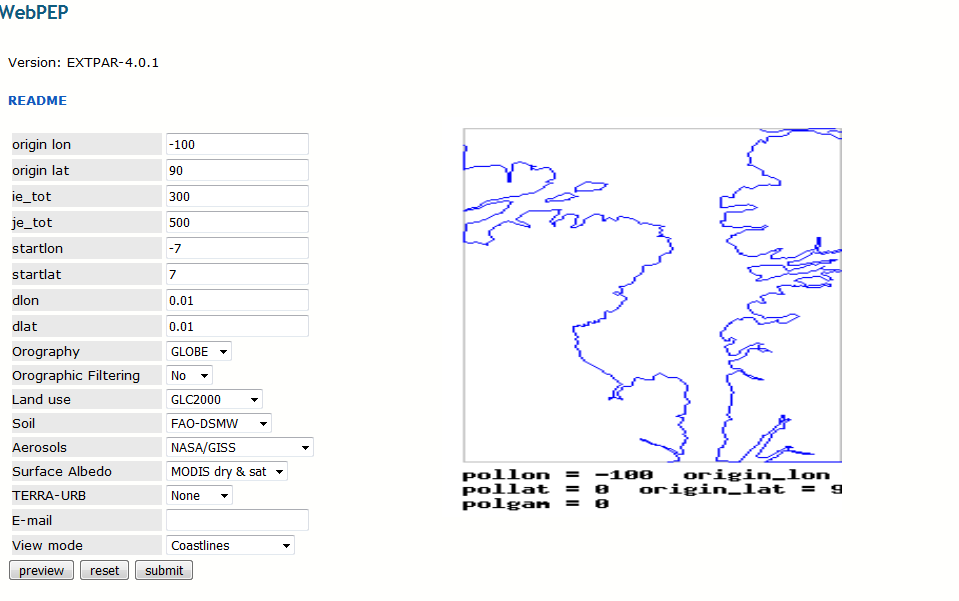 WebPEP
Version: EXTPAR-4.0.1
README
origin lon -100
origin lat 90
ie_tot 300
je_tot 500
startlon -7
startlat 7
dlon 0.01
dlat 0.01
Orography GLOBE
Orographic Filtering No
Land use GLC2000
Soil FAO-DSMW
Aerosols NASA/GISS
Surface Albedo MODIS dry & sat
TERRA-URB None
E-mail
View mode Coastlines
preview reset submit
pollon = -100 origin_lon
pollat = 0 origin_lat = 9
polgam = 0